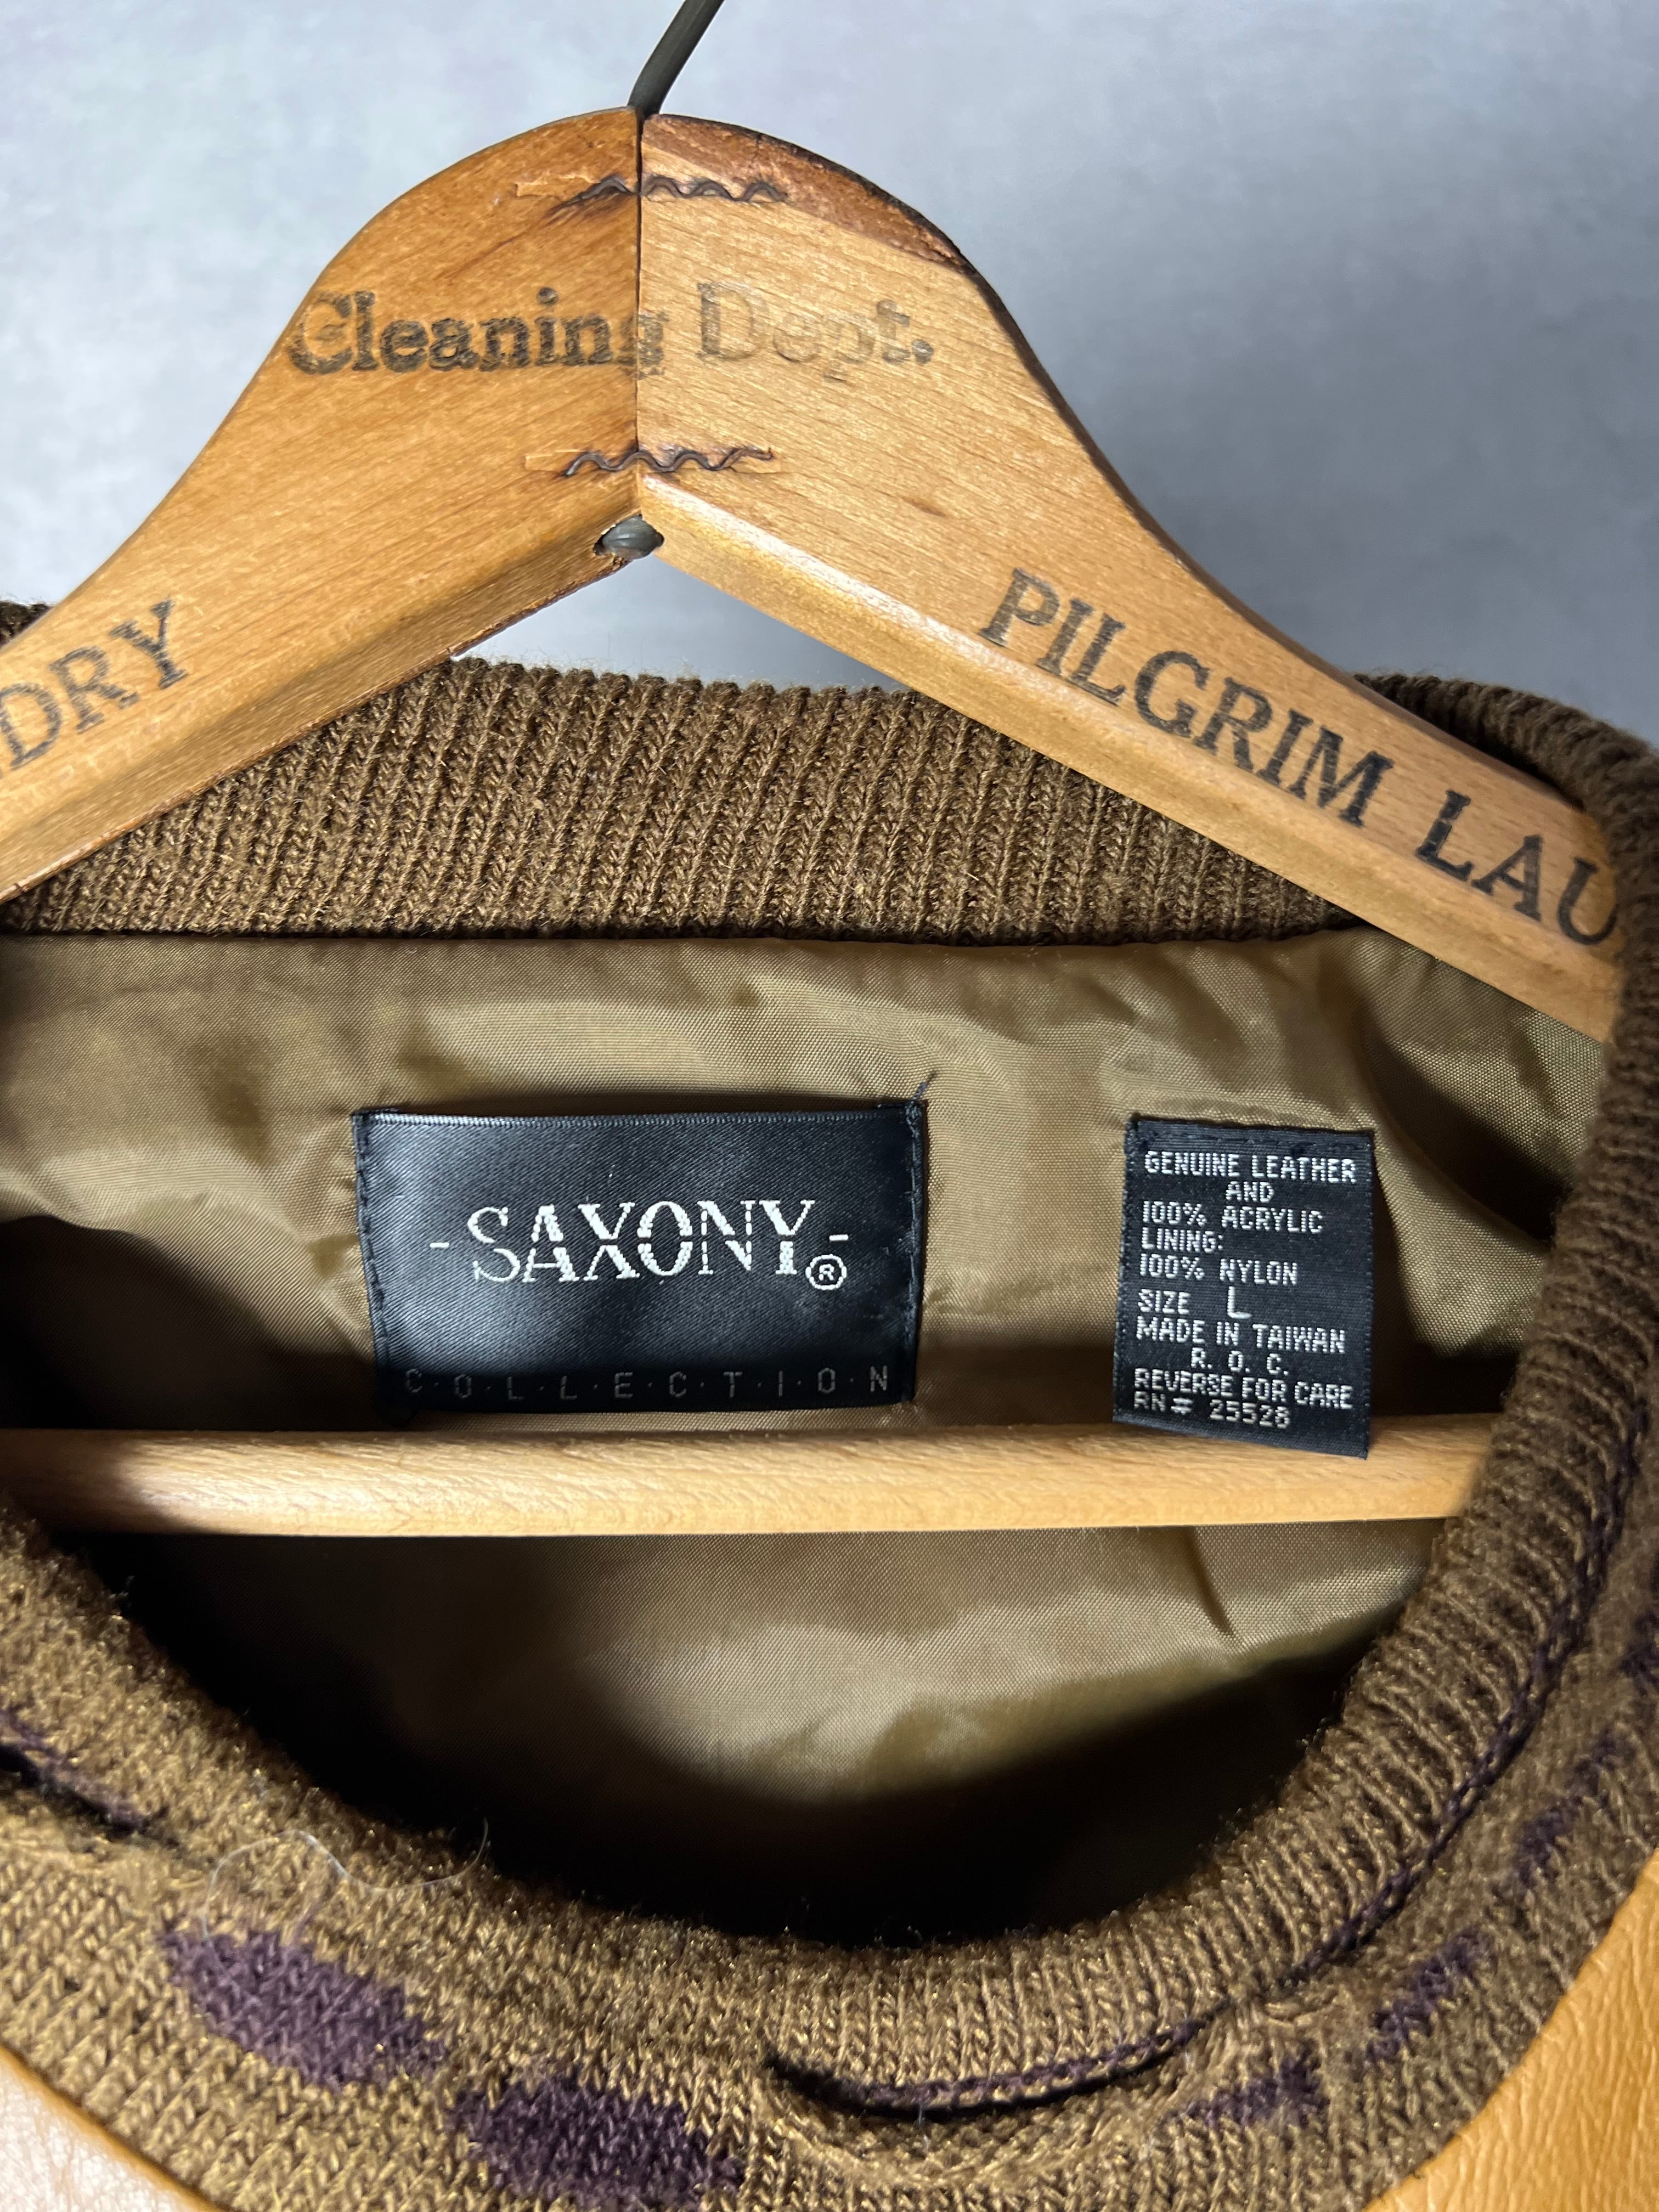 Cleaning Dept.
DRY
PILGRIM LAU
- SAXONY® -
C·O·L·L·E·C·T·I·O·N
GENUINE LEATHER
AND
100% ACRYLIC
LINING:
100% NYLON
SIZE L
MADE IN TAIWAN
R. O. C.
REVERSE FOR CARE
RN# 25528